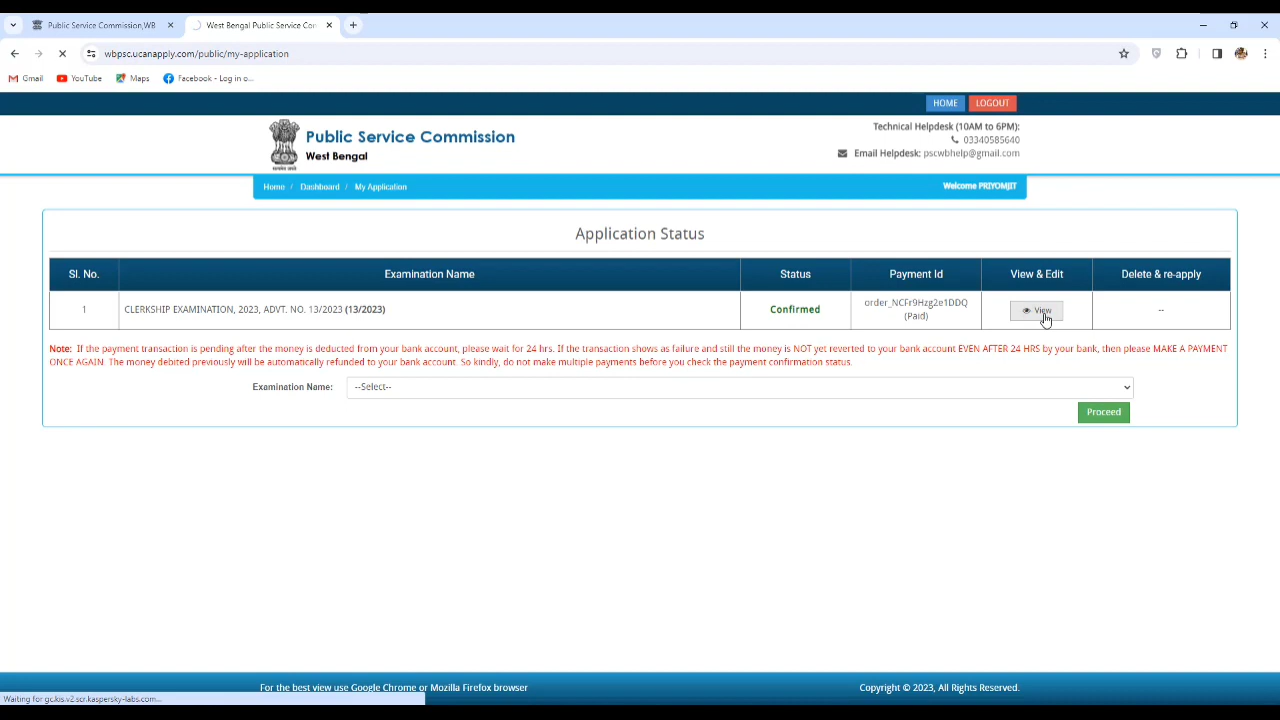 Public Service Commission,WB
West Bengal Public Service Con
wbpsc.ucanapply.com/public/my-application
Gmail
YouTube
Maps
Facebook - Log in o...
HOME
LOGOUT
Public Service Commission
West Bengal
Technical Helpdesk (10AM to 6PM):
03340585640
Email Helpdesk: pscwbhelp@gmail.com
Home / Dashboard / My Application
Welcome PRIYOMJIT
Application Status
Sl. No. Examination Name Status Payment Id View & Edit Delete & re-apply
1 CLERKSHIP EXAMINATION, 2023, ADVT. NO. 13/2023 (13/2023) Confirmed order_NCFr9Hzg2e1DDQ (Paid) View --
Note: If the payment transaction is pending after the money is deducted from your bank account, please wait for 24 hrs. If the transaction shows as failure and still the money is NOT yet reverted to your bank account EVEN AFTER 24 HRS by your bank, then please MAKE A PAYMENT
ONCE AGAIN. The money debited previously will be automatically refunded to your bank account. So kindly, do not make multiple payments before you check the payment confirmation status.
Examination Name: --Select--
Proceed
For the best view use Google Chrome or Mozilla Firefox browser
Copyright © 2023, All Rights Reserved.
Waiting for gc.kis.v2.scr.kaspersky-labs.com...